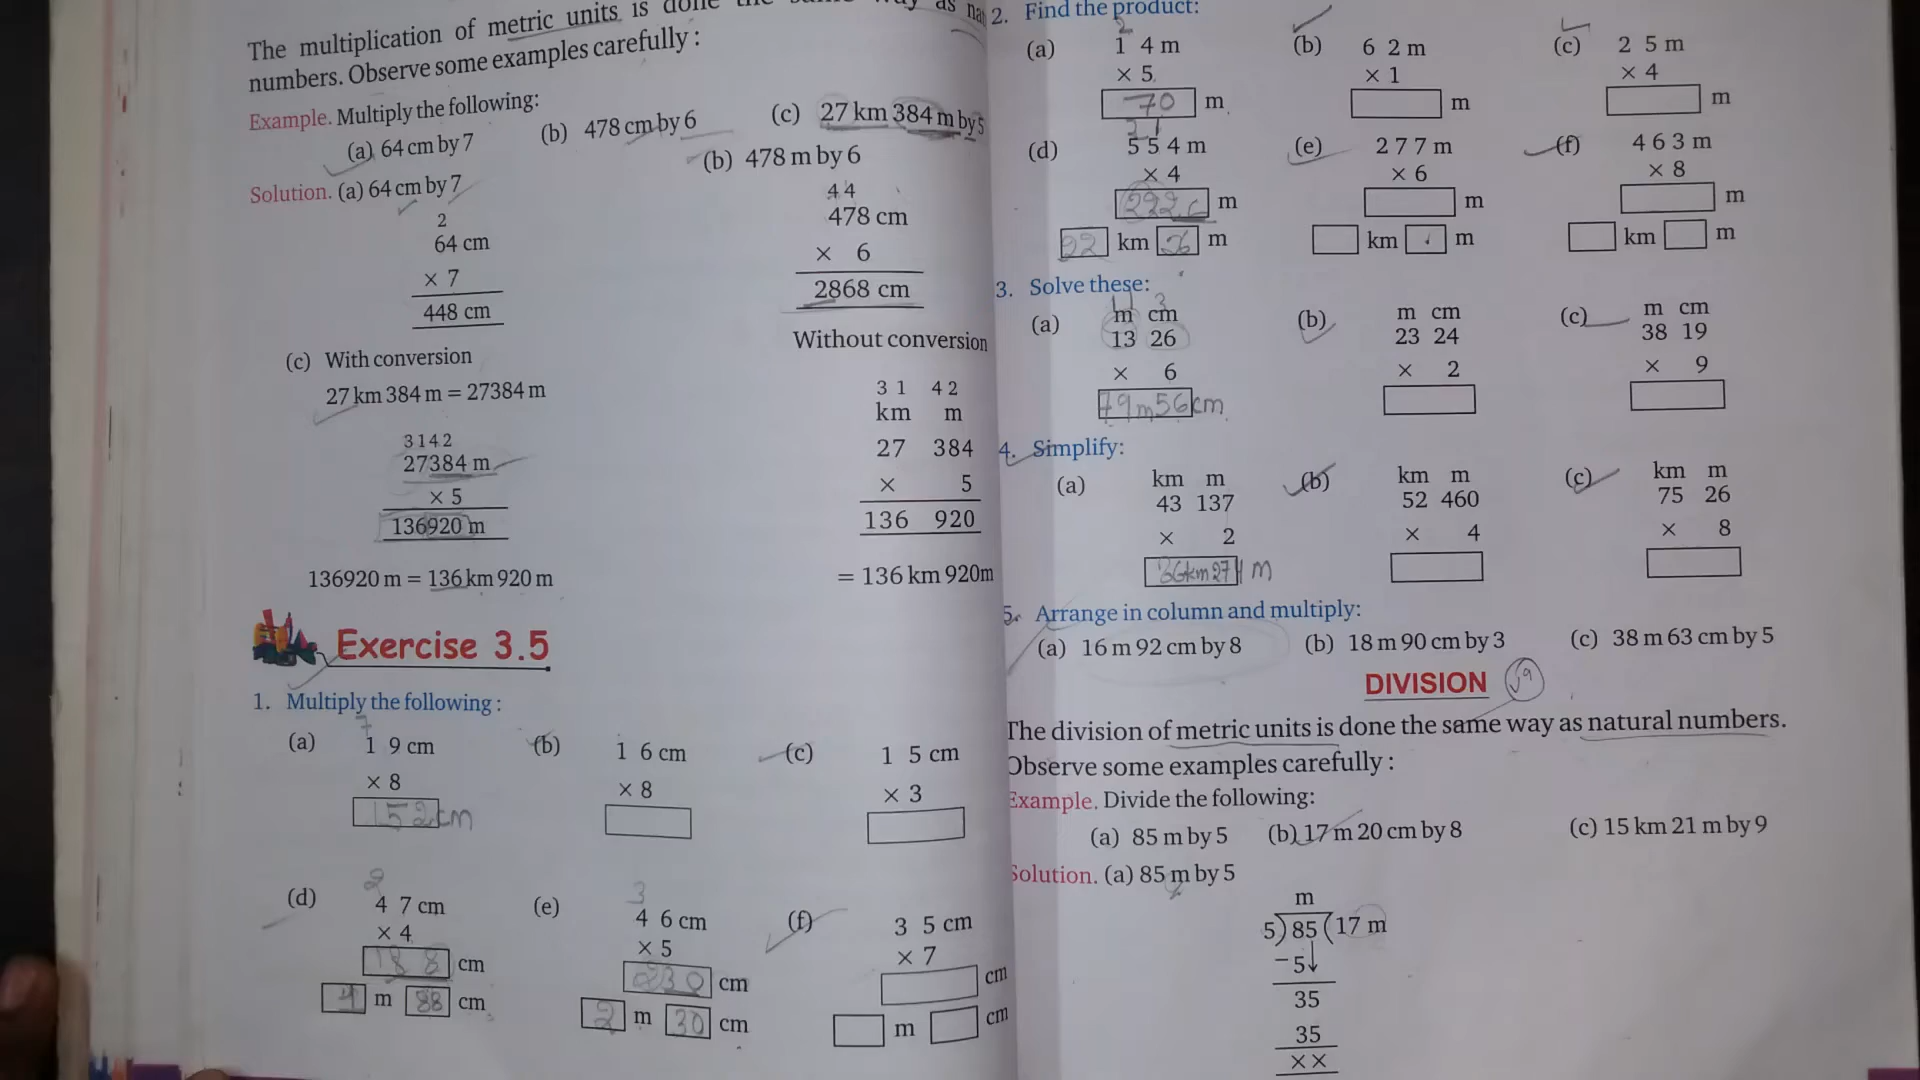 The multiplication of metric units is done the same way as nat
numbers. Observe some examples carefully :
Example. Multiply the following:
(a) 64 cm by 7 (b) 478 cm by 6 (c) 27 km 384 m by 5
Solution. (a) 64 cm by 7 (b) 478 m by 6
2
64 cm
× 7
448 cm
4 4
478 cm
× 6
2868 cm
(c) With conversion
27 km 384 m = 27384 m
3 1 4 2
27384 m
× 5
136920 m
136920 m = 136 km 920 m
Without conversion
3 1 4 2
km m
27 384
× 5
136 920
= 136 km 920m
Exercise 3.5
1. Multiply the following :
(a) 1 9 cm (b) 1 6 cm (c) 1 5 cm
× 8 × 8 × 3
152cm
(d) 4 7 cm (e) 4 6 cm (f) 3 5 cm
× 4 × 5 × 7
188 cm 230 cm cm
m 88 cm 2 m 30 cm m cm
2. Find the product:
(a) 1 4 m (b) 6 2 m (c) 2 5 m
× 5 × 1 × 4
70 m m m
(d) 5 5 4 m (e) 2 7 7 m (f) 4 6 3 m
× 4 × 6 × 8
m m m
22 km 26 m km m km m
3. Solve these:
(a) m cm (b) m cm (c) m cm
13 26 23 24 38 19
× 6 × 2 × 9
79m56cm
4. Simplify:
(a) km m (b) km m (c) km m
43 137 52 460 75 26
× 2 × 4 × 8
km27 m
5. Arrange in column and multiply:
(a) 16 m 92 cm by 8 (b) 18 m 90 cm by 3 (c) 38 m 63 cm by 5
DIVISION
The division of metric units is done the same way as natural numbers.
Observe some examples carefully :
Example. Divide the following:
(a) 85 m by 5 (b) 17 m 20 cm by 8 (c) 15 km 21 m by 9
Solution. (a) 85 m by 5
m
5)85(17 m
-5↓
35
35
××